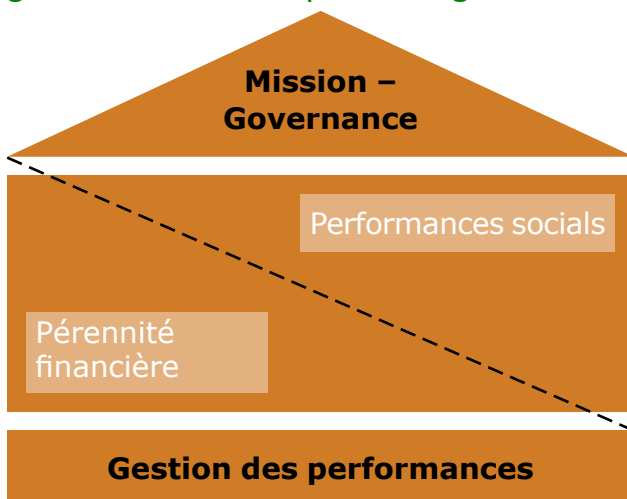 Mission –
Governance
Performances socials
Pérennité
financière
Gestion des performances